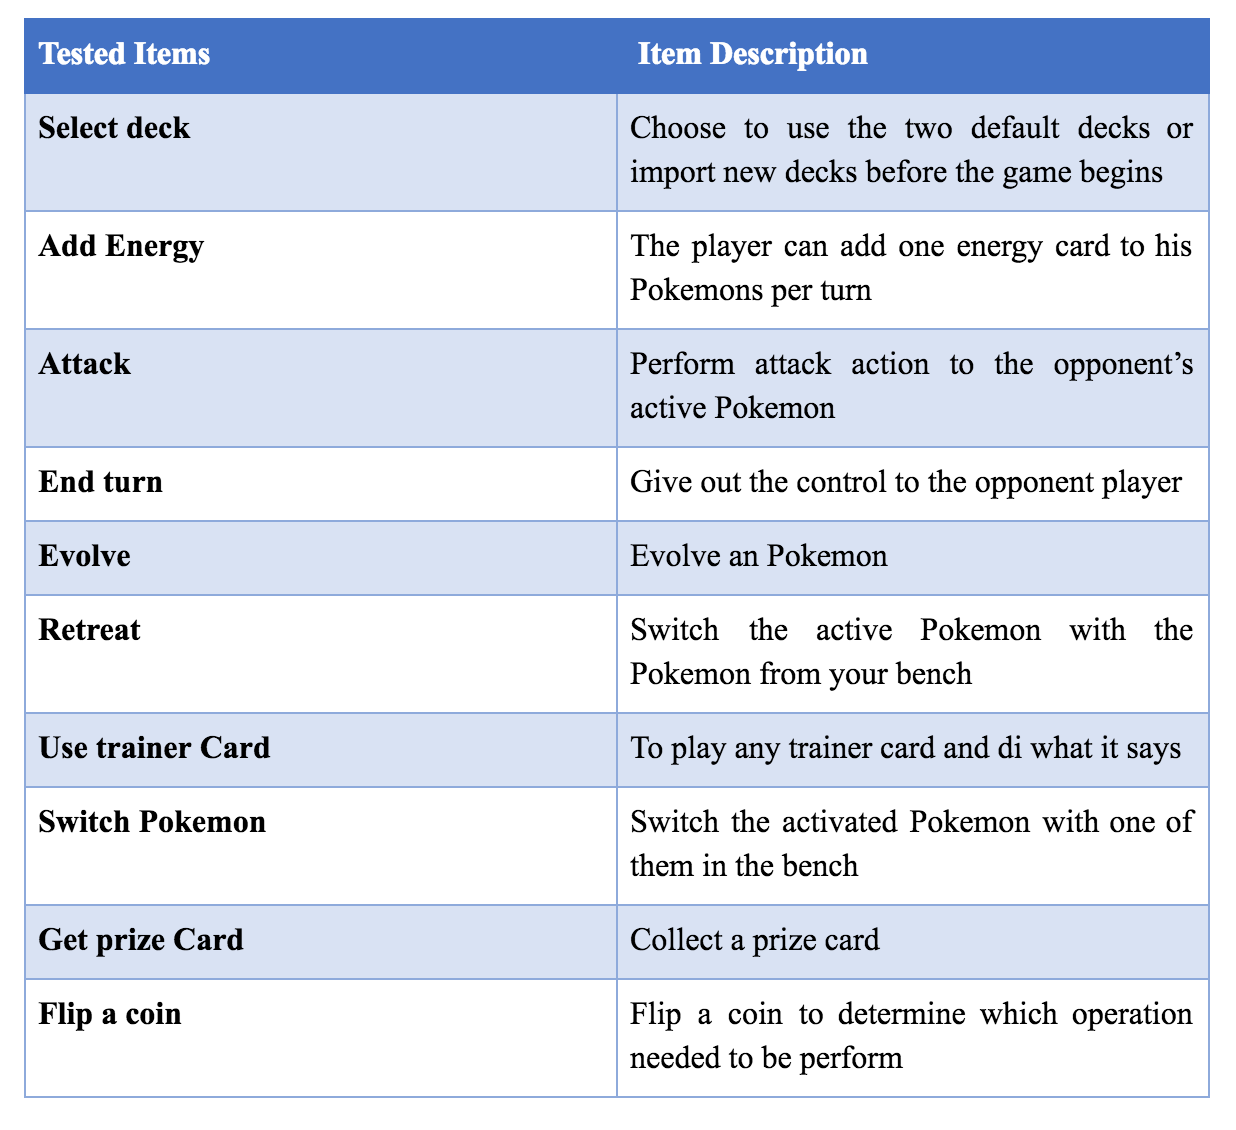 Tested Items
Item Description
Select deck
Choose to use the two default decks or
import new decks before the game begins
Add Energy
The player can add one energy card to his
Pokemons per turn
Attack
Perform attack action to the opponent’s
active Pokemon
End turn
Give out the control to the opponent player
Evolve
Evolve an Pokemon
Retreat
Switch the active Pokemon with the
Pokemon from your bench
Use trainer Card
To play any trainer card and di what it says
Switch Pokemon
Switch the activated Pokemon with one of
them in the bench
Get prize Card
Collect a prize card
Flip a coin
Flip a coin to determine which operation
needed to be perform